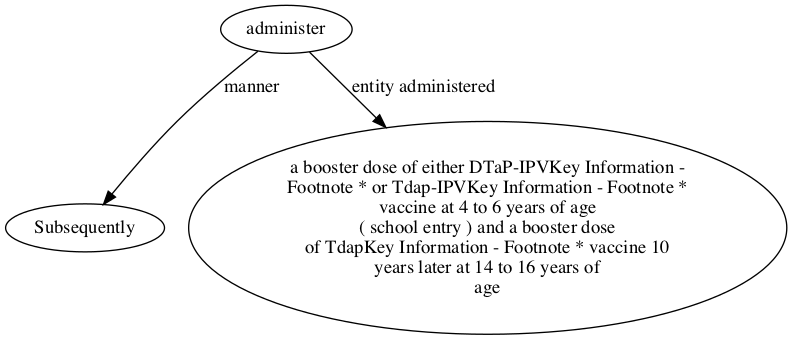 administer
manner
entity administered
Subsequently
a booster dose of either DTaP-IPVKey Information -
Footnote * or Tdap-IPVKey Information - Footnote *
vaccine at 4 to 6 years of age
( school entry ) and a booster dose
of TdapKey Information - Footnote * vaccine 10
years later at 14 to 16 years of
age